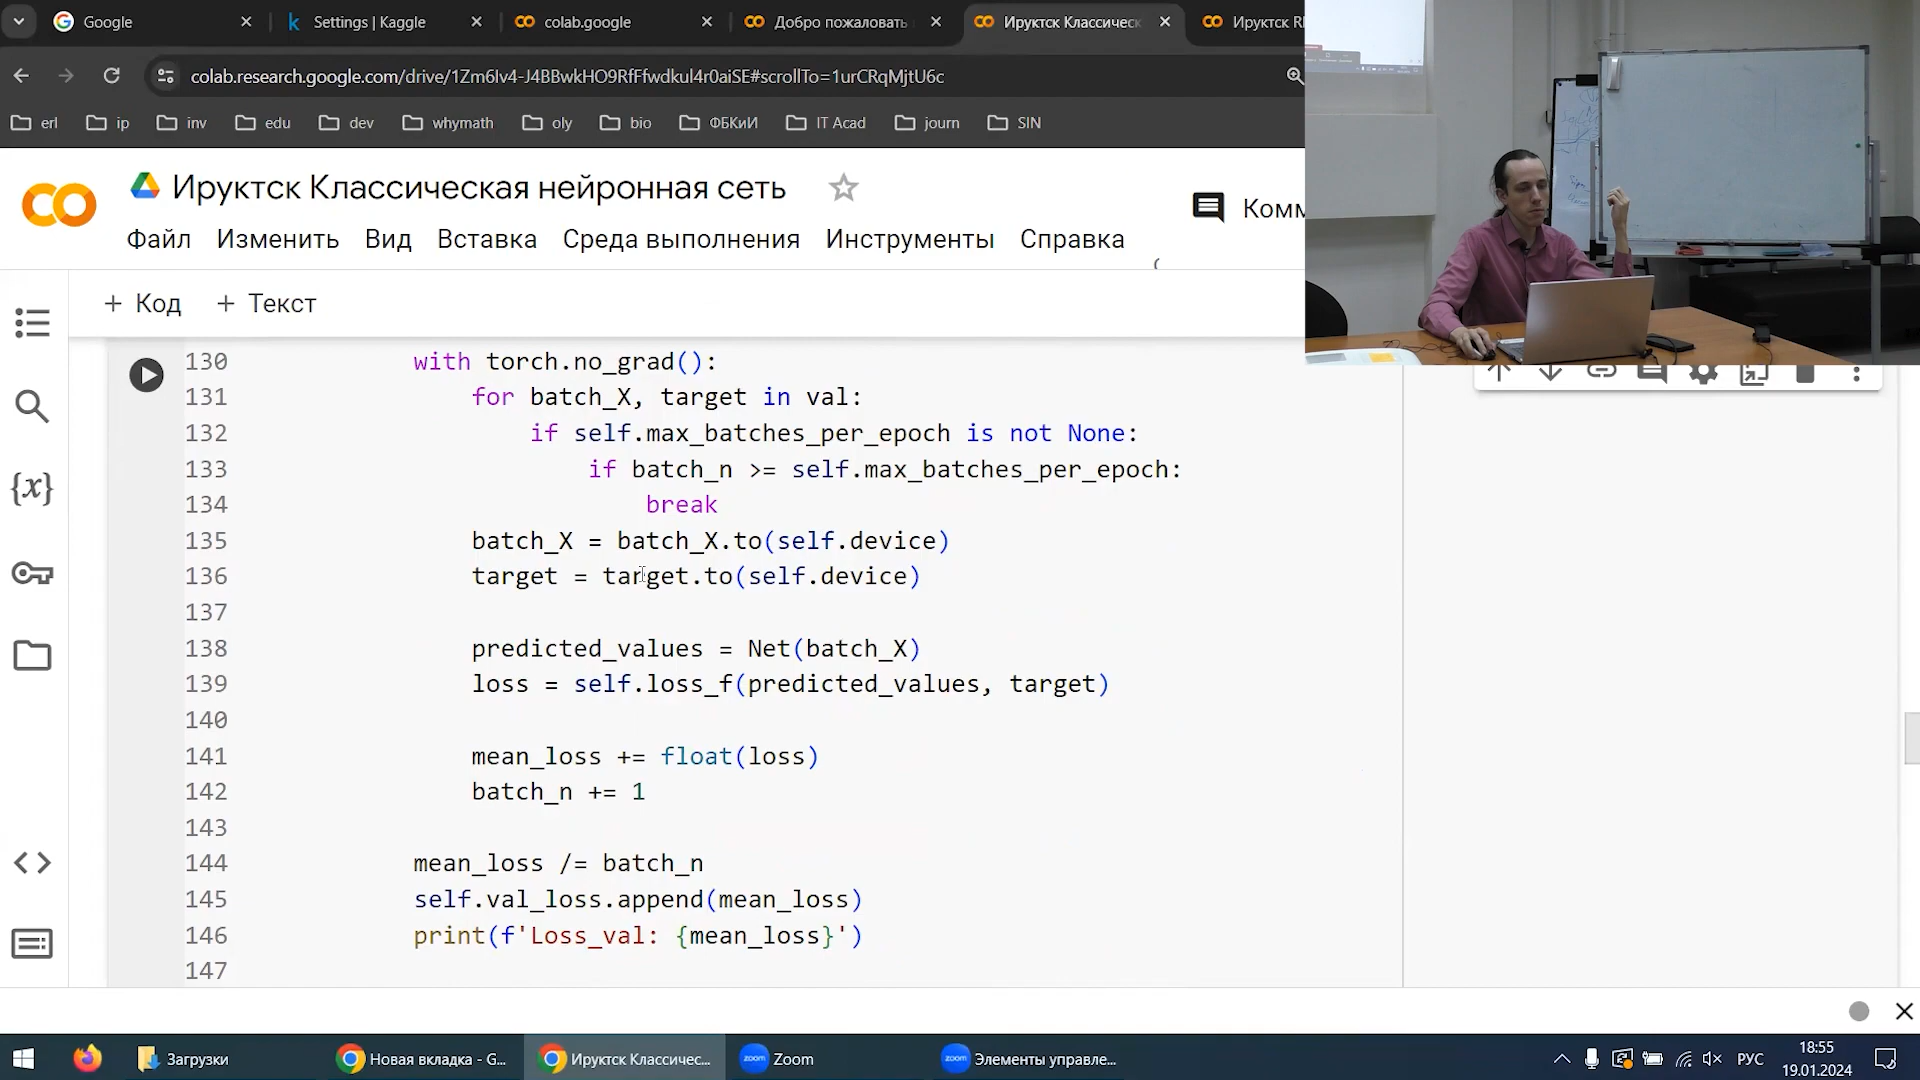 Google
Settings | Kaggle
colab.google
Добро пожаловать
Ируктск Классическ
Ируктск R
colab.research.google.com/drive/1Zm6lv4-J4BBwkHO9RfFfwdkul4r0aiSE#scrollTo=1urCRqMjtU6c
erl ip inv edu dev whymath oly bio ФБКиИ IT Acad journ SIN
Ируктск Классическая нейронная сеть
Комм
Файл Изменить Вид Вставка Среда выполнения Инструменты Справка
+ Код + Текст
130 with torch.no_grad():
131 for batch_X, target in val:
132 if self.max_batches_per_epoch is not None:
133 if batch_n >= self.max_batches_per_epoch:
134 break
135 batch_X = batch_X.to(self.device)
136 target = target.to(self.device)
137
138 predicted_values = Net(batch_X)
139 loss = self.loss_f(predicted_values, target)
140
141 mean_loss += float(loss)
142 batch_n += 1
143
144 mean_loss /= batch_n
145 self.val_loss.append(mean_loss)
146 print(f'Loss_val: {mean_loss}')
147
Загрузки
Новая вкладка - G...
Ируктск Классичес...
Zoom
Элементы управле...
РУС
18:55
19.01.2024